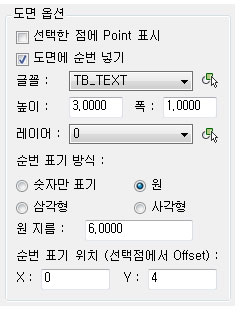 도면 옵션
선택한 점에 Point 표시
도면에 순번 넣기
글꼴 : TB_TEXT
높이 : 3,0000 폭 : 1,0000
레이어 : 0
순번 표기 방식 :
숫자만 표기 원
삼각형 사각형
원 지름 : 6,0000
순번 표기 위치 (선택점에서 Offset) :
X : 0 Y : 4